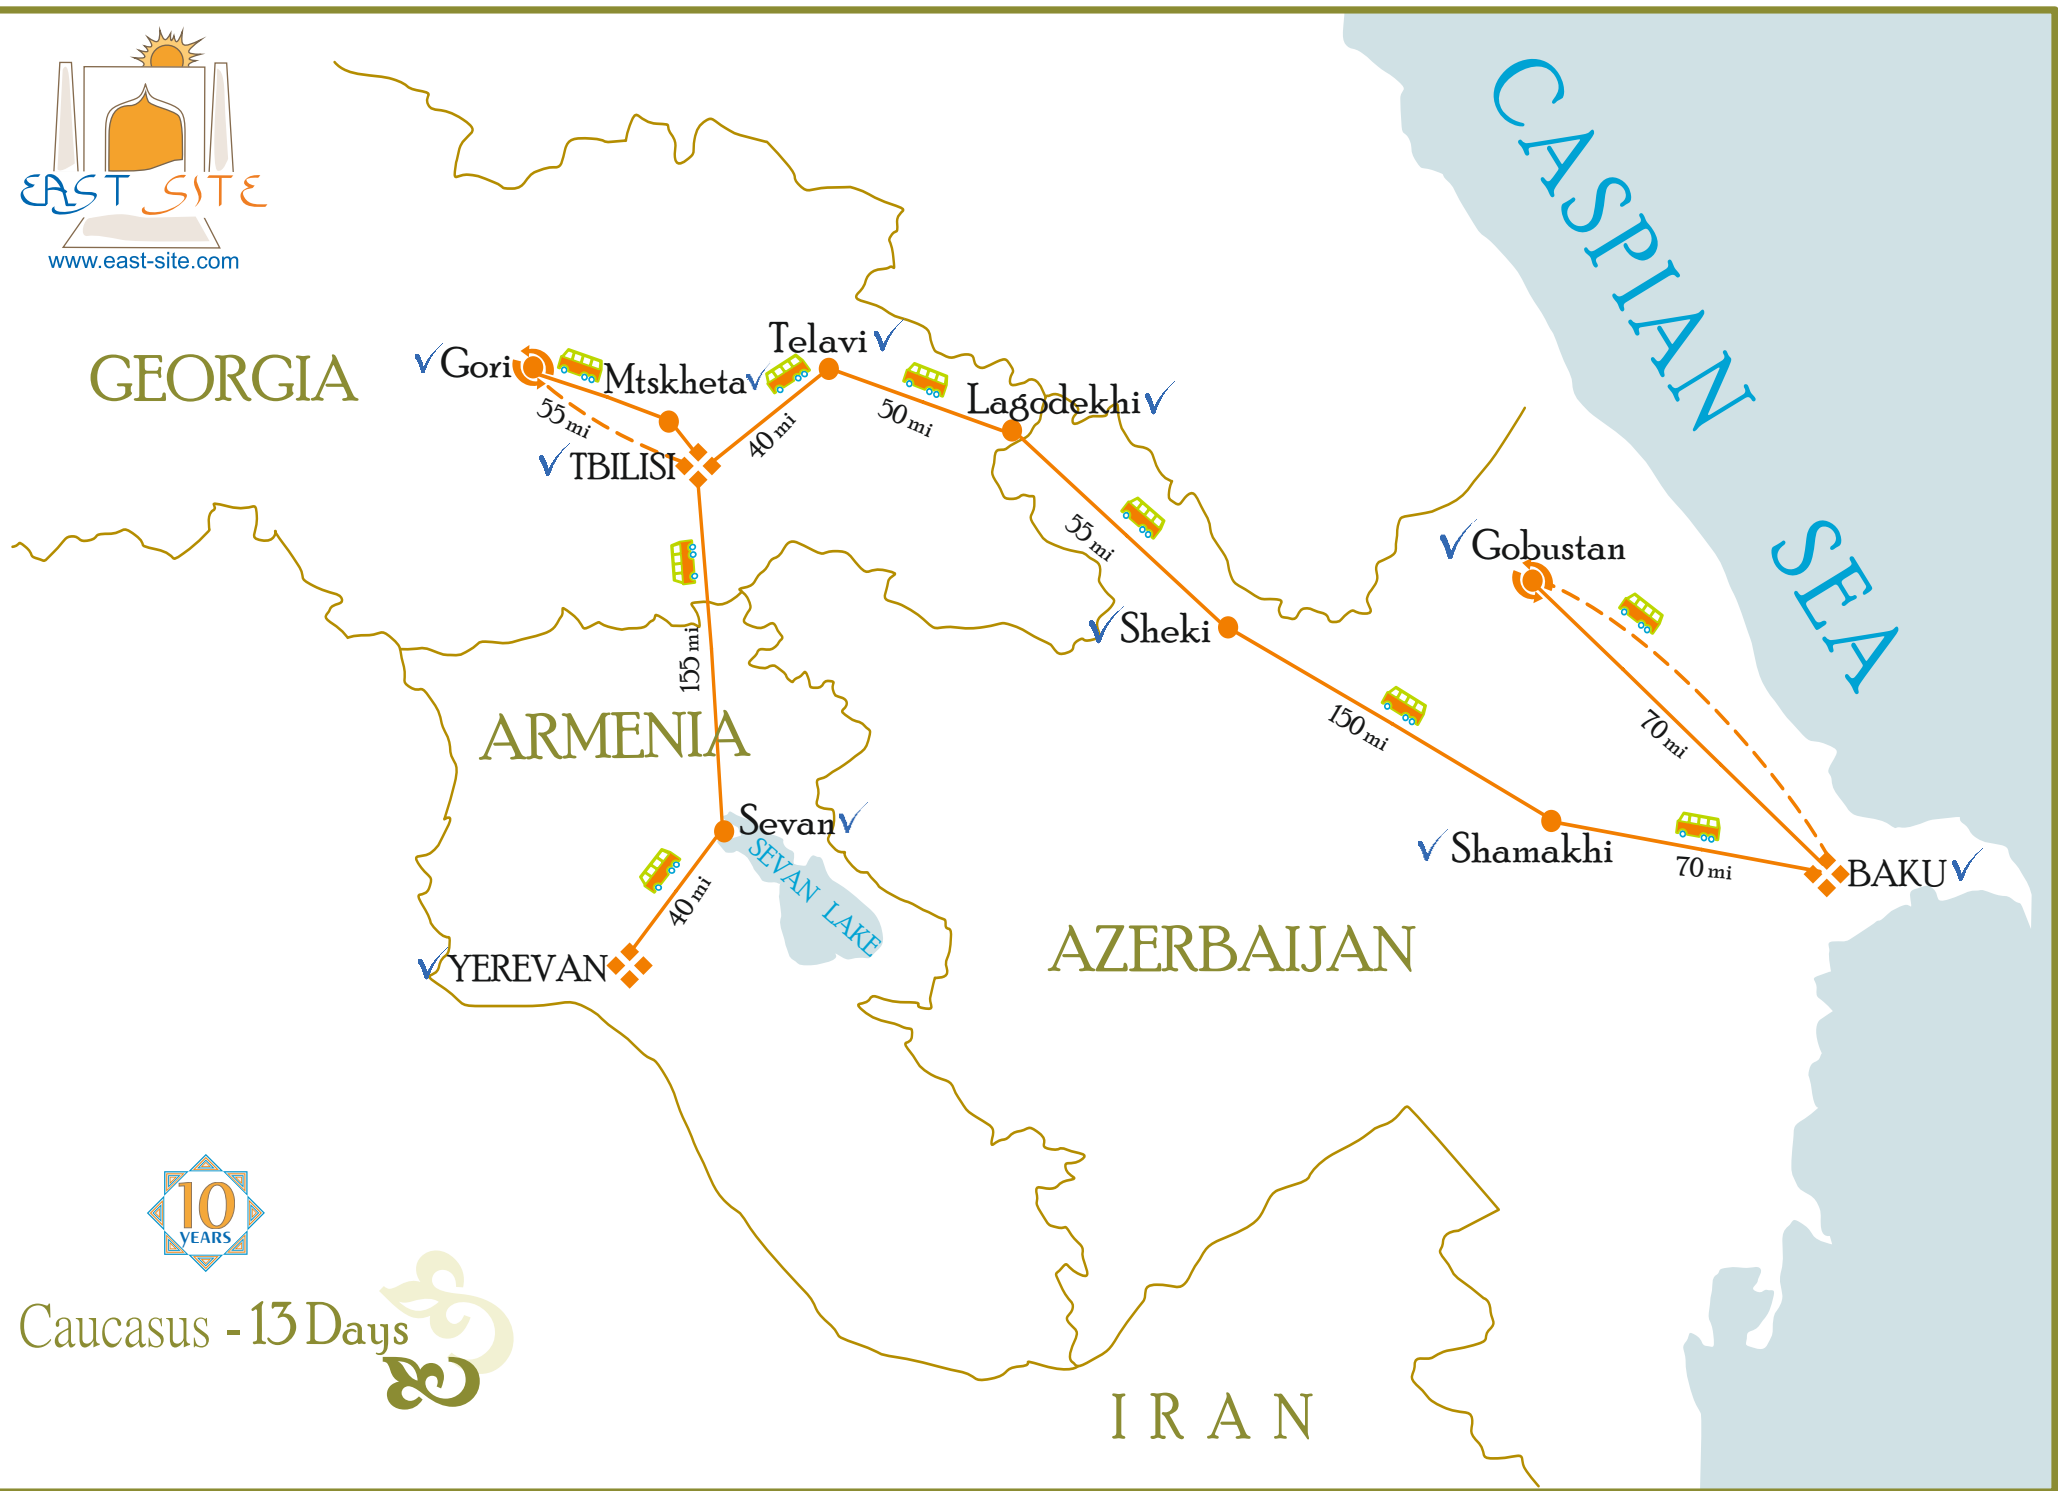 EAST SITE
www.east-site.com
CASPIAN SEA
GEORGIA
Gori
Mtskheta
Telavi
Lagodekhi
55 mi
40 mi
50 mi
TBILISI
55 mi
155 mi
Gobustan
Sheki
150 mi
70 mi
ARMENIA
Sevan
SEVAN LAKE
40 mi
YEREVAN
Shamakhi
70 mi
BAKU
AZERBAIJAN
10
YEARS
Caucasus - 13 Days
IRAN